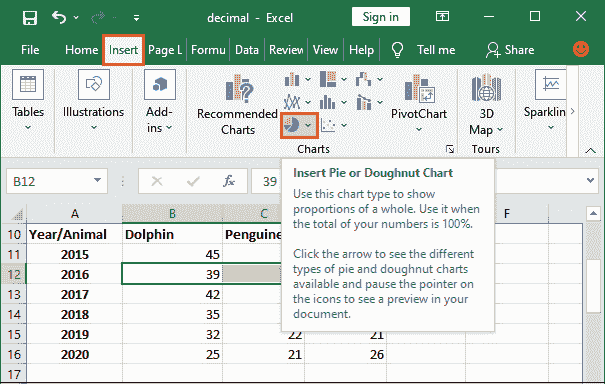 decimal - Excel
Sign in
File Home Insert Page L Formu Data Review View Help Tell me Share
Tables
Illustrations
Add-ins
Recommended Charts
PivotChart
3D Map
Sparklin
Charts
Tours
B12
fx 39
Insert Pie or Doughnut Chart
Use this chart type to show
proportions of a whole. Use it when
the total of your numbers is 100%.
Click the arrow to see the different
types of pie and doughnut charts
available and pause the pointer on
the icons to see a preview in your
document.
A B C F
10 Year/Animal Dolphin Penguine
11 2015 45
12 2016 39
13 2017 42
14 2018 35
15 2019 32 22 21
16 2020 25 21 26
17